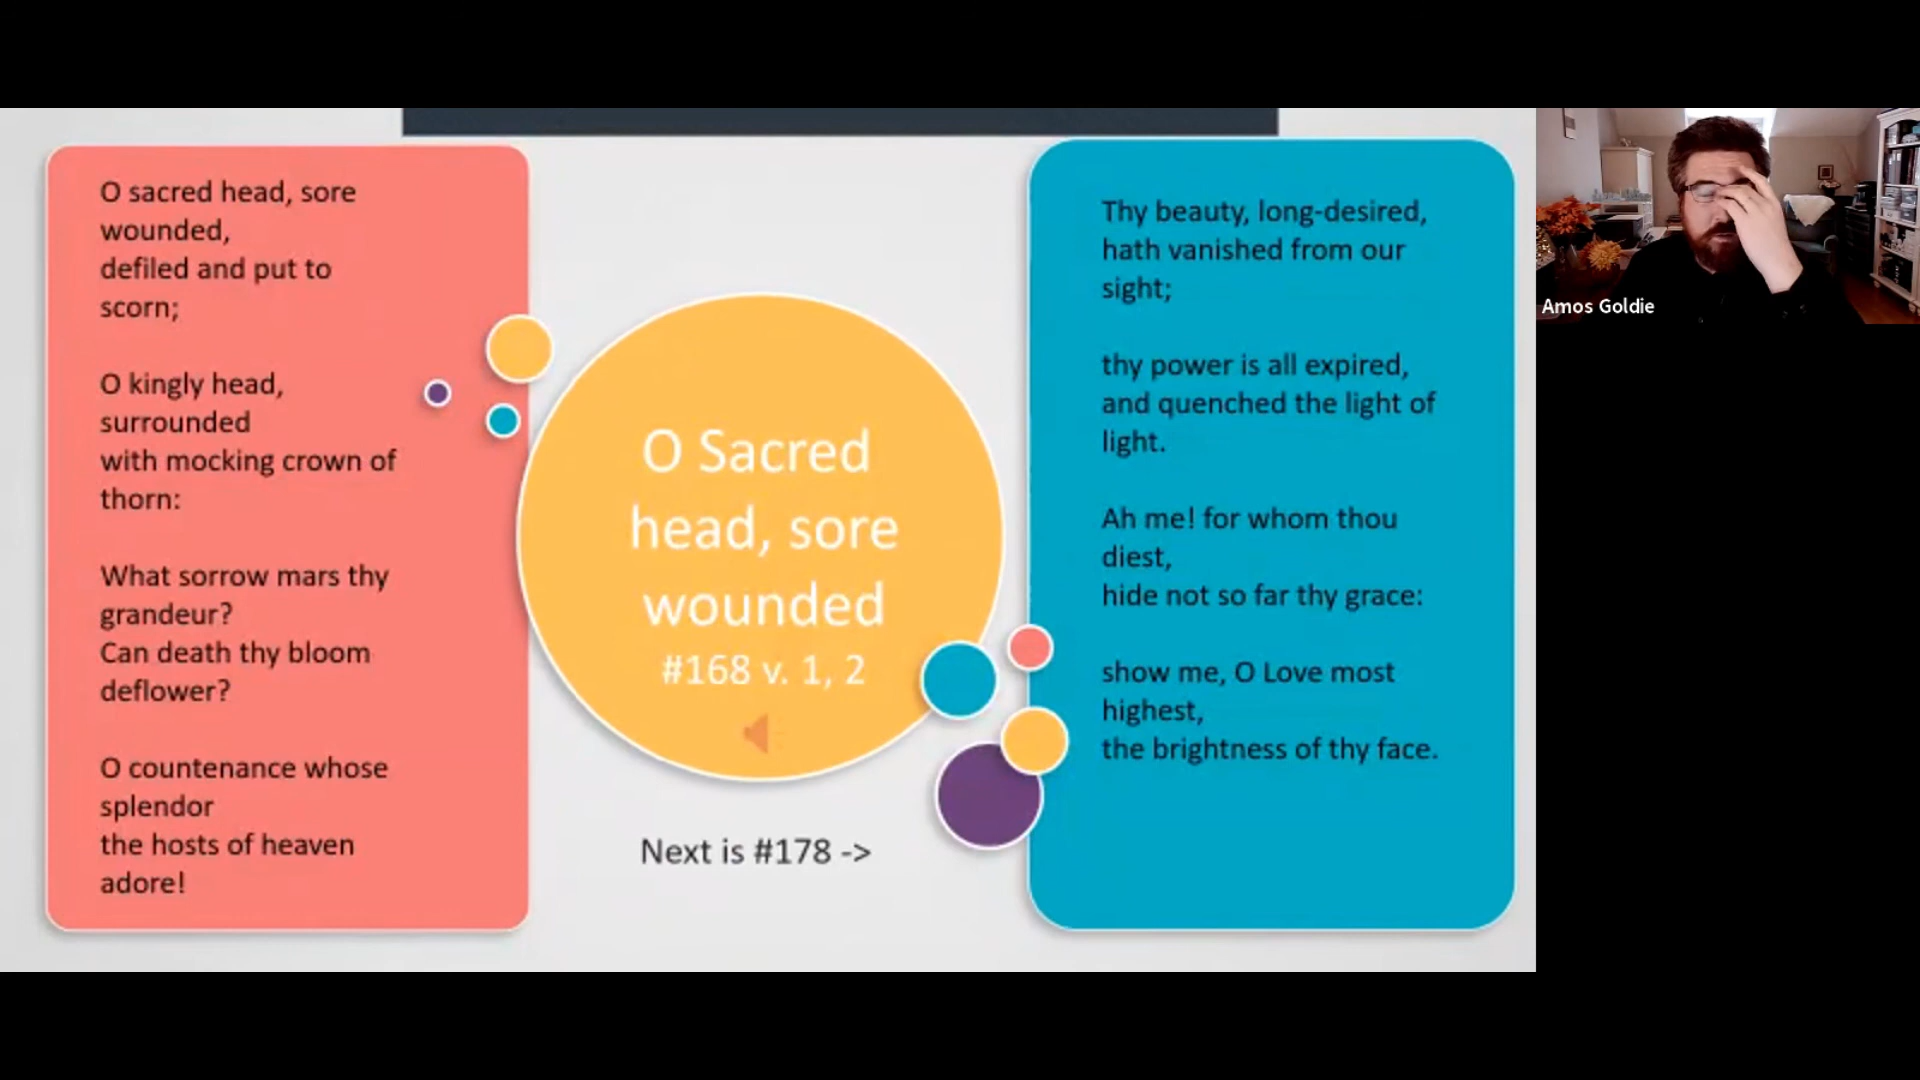 O sacred head, sore
wounded,
defiled and put to
scorn;
O kingly head,
surrounded
with mocking crown of
thorn:
What sorrow mars thy
grandeur?
Can death thy bloom
deflower?
O countenance whose
splendor
the hosts of heaven
adore!
O Sacred
head, sore
wounded
#168 v. 1, 2
Next is #178 ->
Thy beauty, long-desired,
hath vanished from our
sight;
thy power is all expired,
and quenched the light of
light.
Ah me! for whom thou
diest,
hide not so far thy grace:
show me, O Love most
highest,
the brightness of thy face.
Amos Goldie